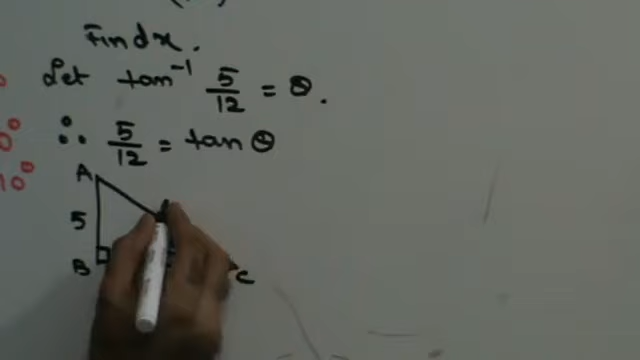 Find x.
Let tan⁻¹ 5/12 = θ.
∴ 5/12 = tan θ
A
5
B
C